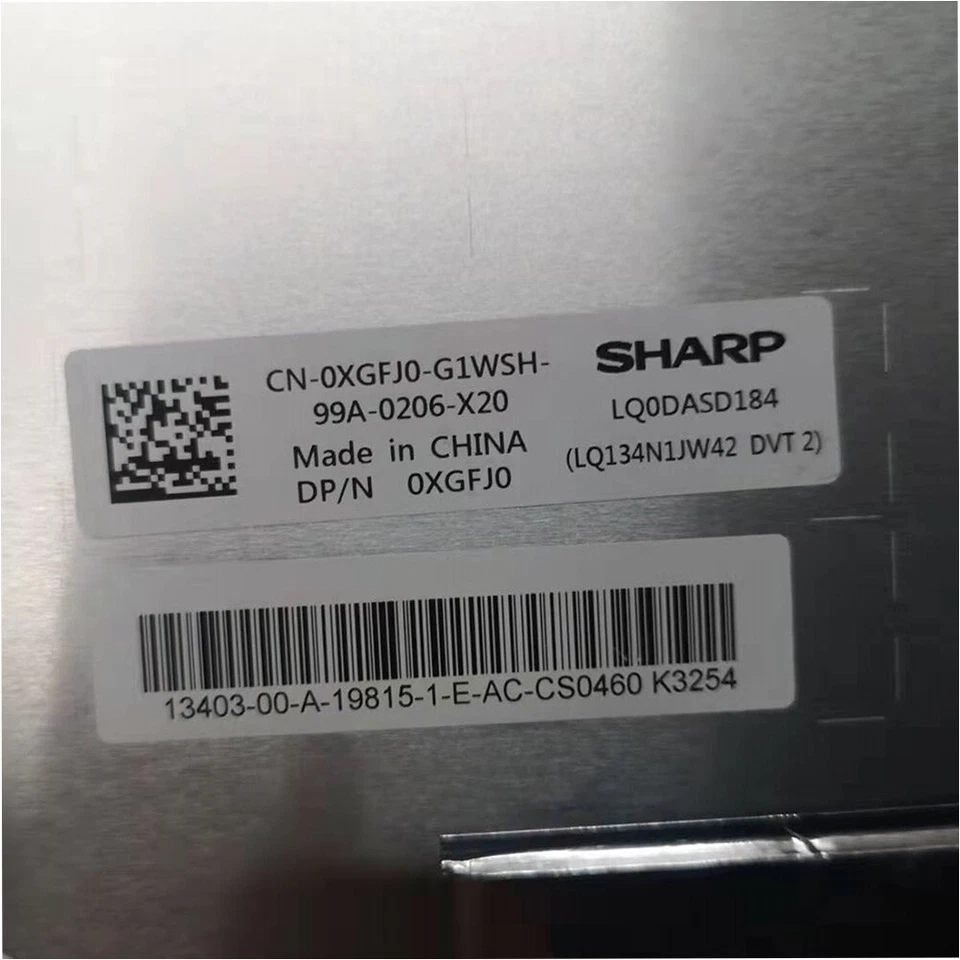 CN-0XGFJ0-G1WSH-
99A-0206-X20
Made in CHINA
DP/N 0XGFJ0
SHARP
LQ0DASD184
(LQ134N1JW42 DVT 2)
13403-00-A-19815-1-E-AC-CS0460 K3254